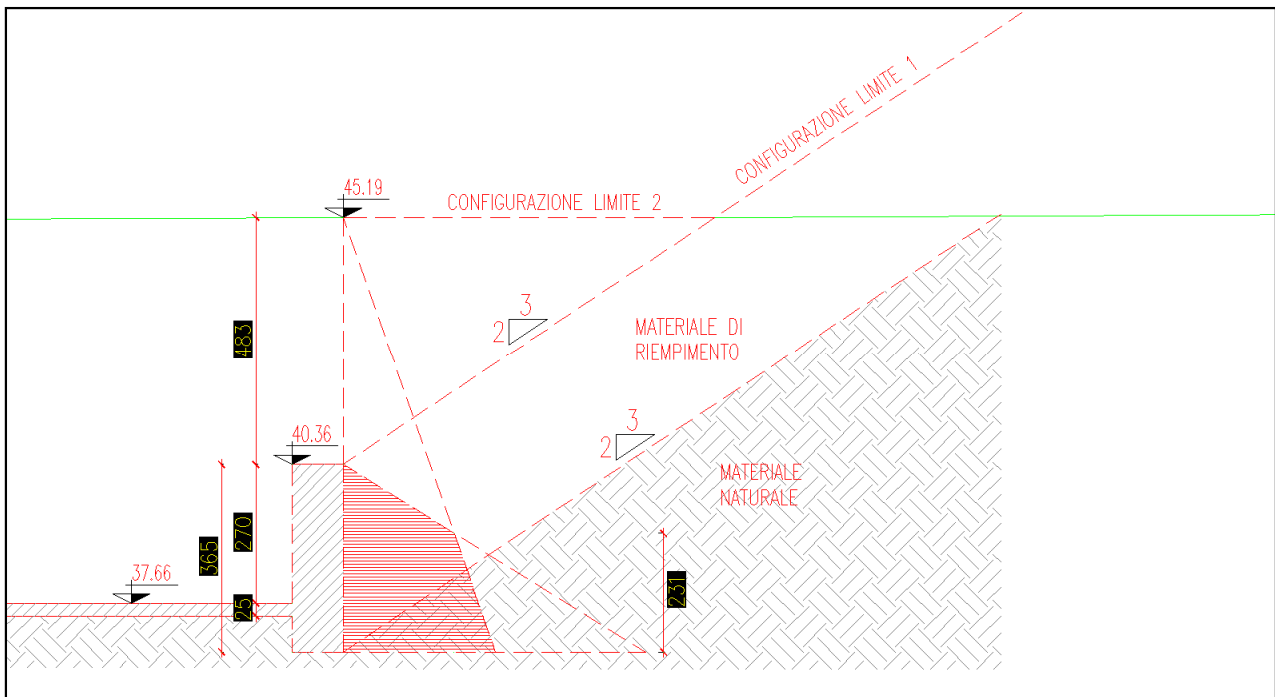 CONFIGURAZIONE LIMITE 1
45.19
CONFIGURAZIONE LIMITE 2
483
3
2
MATERIALE DI
RIEMPIMENTO
40.36
3
2
MATERIALE
NATURALE
365
270
37.66
25
231